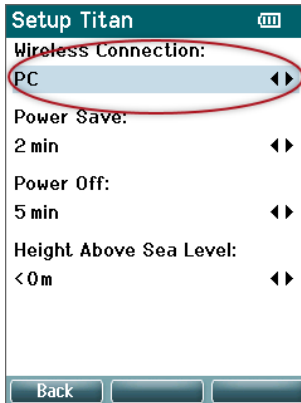 Setup Titan
Wireless Connection:
PC
Power Save:
2 min
Power Off:
5 min
Height Above Sea Level:
<0m
Back